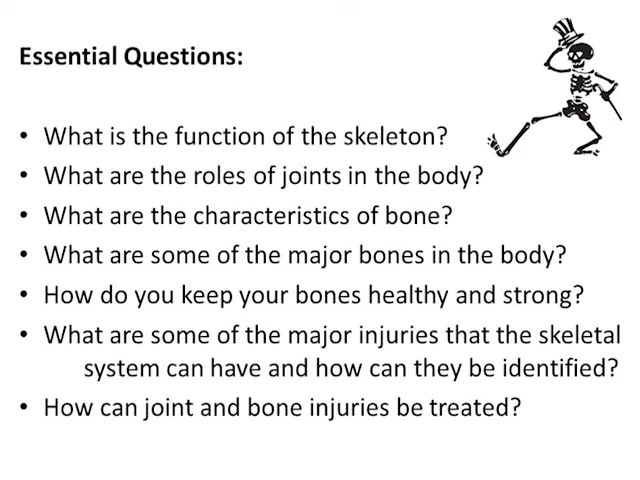 Essential Questions:
• What is the function of the skeleton?
• What are the roles of joints in the body?
• What are the characteristics of bone?
• What are some of the major bones in the body?
• How do you keep your bones healthy and strong?
• What are some of the major injuries that the skeletal
system can have and how can they be identified?
• How can joint and bone injuries be treated?